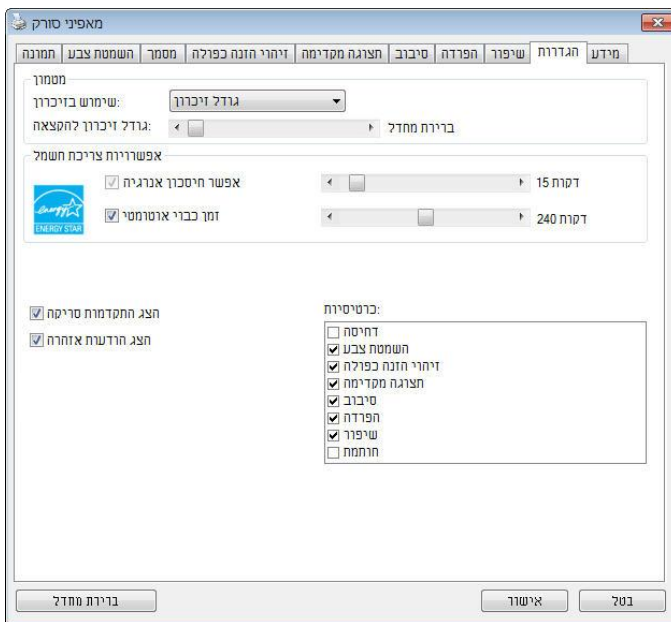 מאפיני סורק
תמונה השמטת צבע מסמך זיהוי הזנה כפולה תצוגה מקדימה סיבוב הפרדה שיפור הגדרות מידע
מטמון
שימוש בזיכרון: גודל זיכרון
גודל זיכרון להקצאה: ברירת מחדל
אפשרויות צריכת חשמל
אפשר חיסכון אנרגיה 15 דקות
זמן כבוי אוטומטי 240 דקות
energy
ENERGY STAR
הצג התקדמות סריקה
הצג הודעות אזהרה
כרטיסיות:
דחיסה
השמטת צבע
זיהוי הזנה כפולה
תצוגה מקדימה
סיבוב
הפרדה
שיפור
חותמת
ברירת מחדל אישור בטל